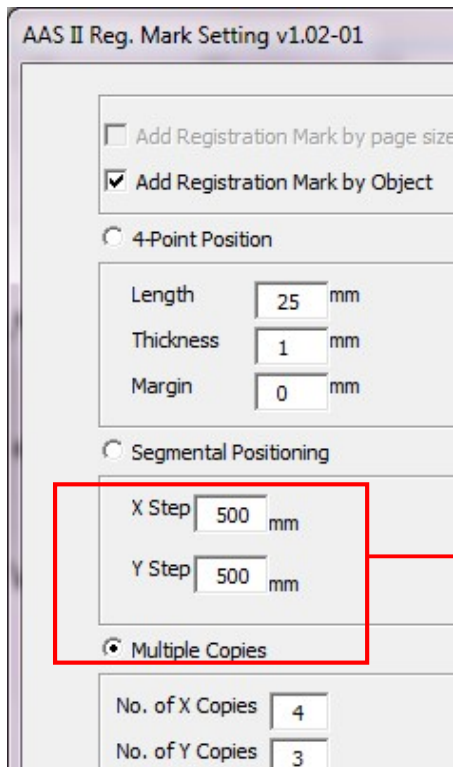 AAS II Reg. Mark Setting v1.02-01
Add Registration Mark by page size
Add Registration Mark by Object
4-Point Position
Length 25 mm
Thickness 1 mm
Margin 0 mm
Segmental Positioning
X Step 500 mm
Y Step 500 mm
Multiple Copies
No. of X Copies 4
No. of Y Copies 3